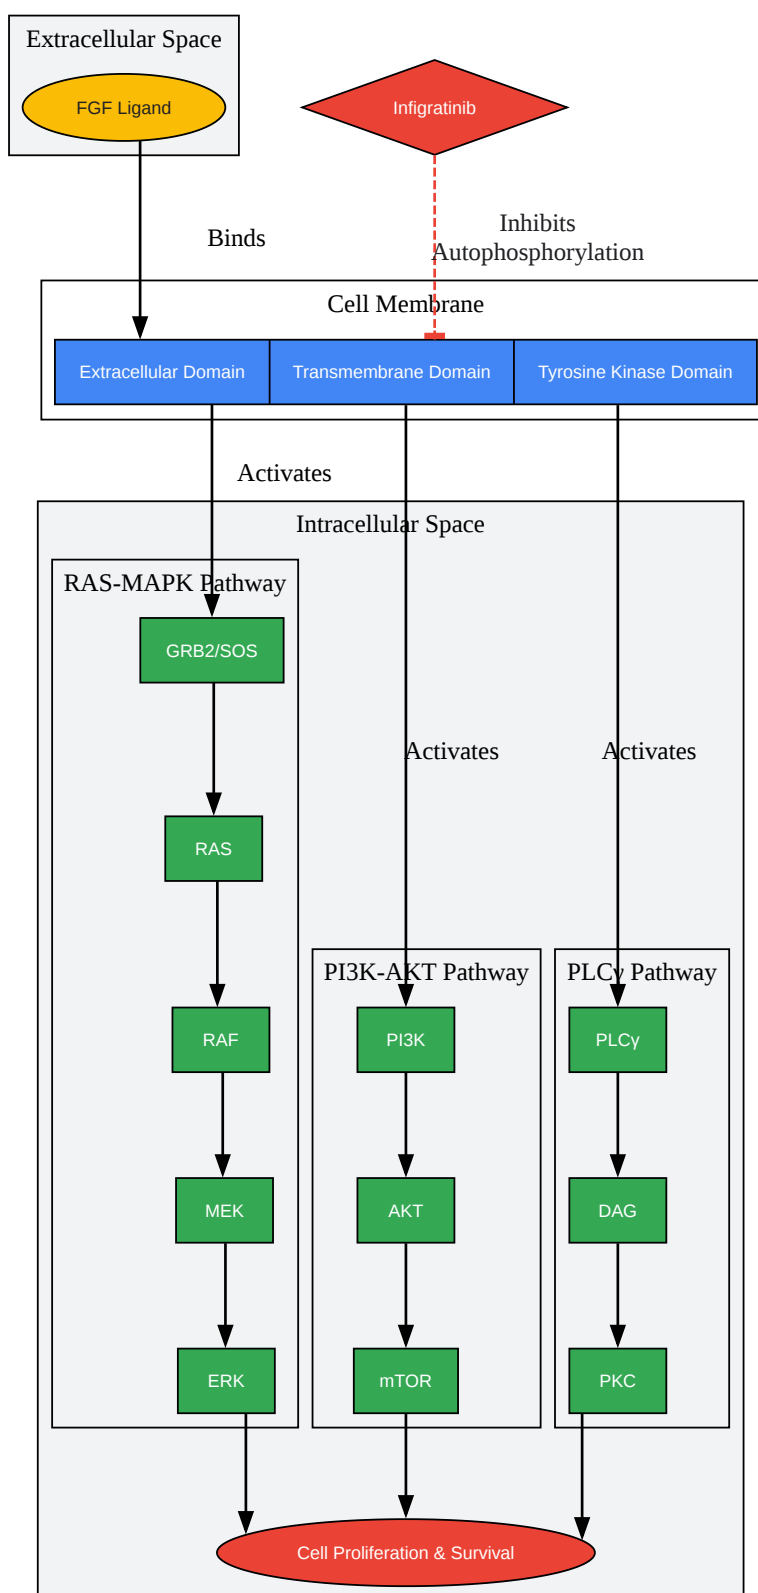 Extracellular Space
FGF Ligand
Infigratinib
Binds
Inhibits
Autophosphorylation
Cell Membrane
Extracellular Domain
Transmembrane Domain
Tyrosine Kinase Domain
Activates
Intracellular Space
RAS-MAPK Pathway
GRB2/SOS
Activates
Activates
RAS
PI3K-AKT Pathway
PLCγ Pathway
RAF
PI3K
PLCγ
MEK
AKT
DAG
ERK
mTOR
PKC
Cell Proliferation & Survival